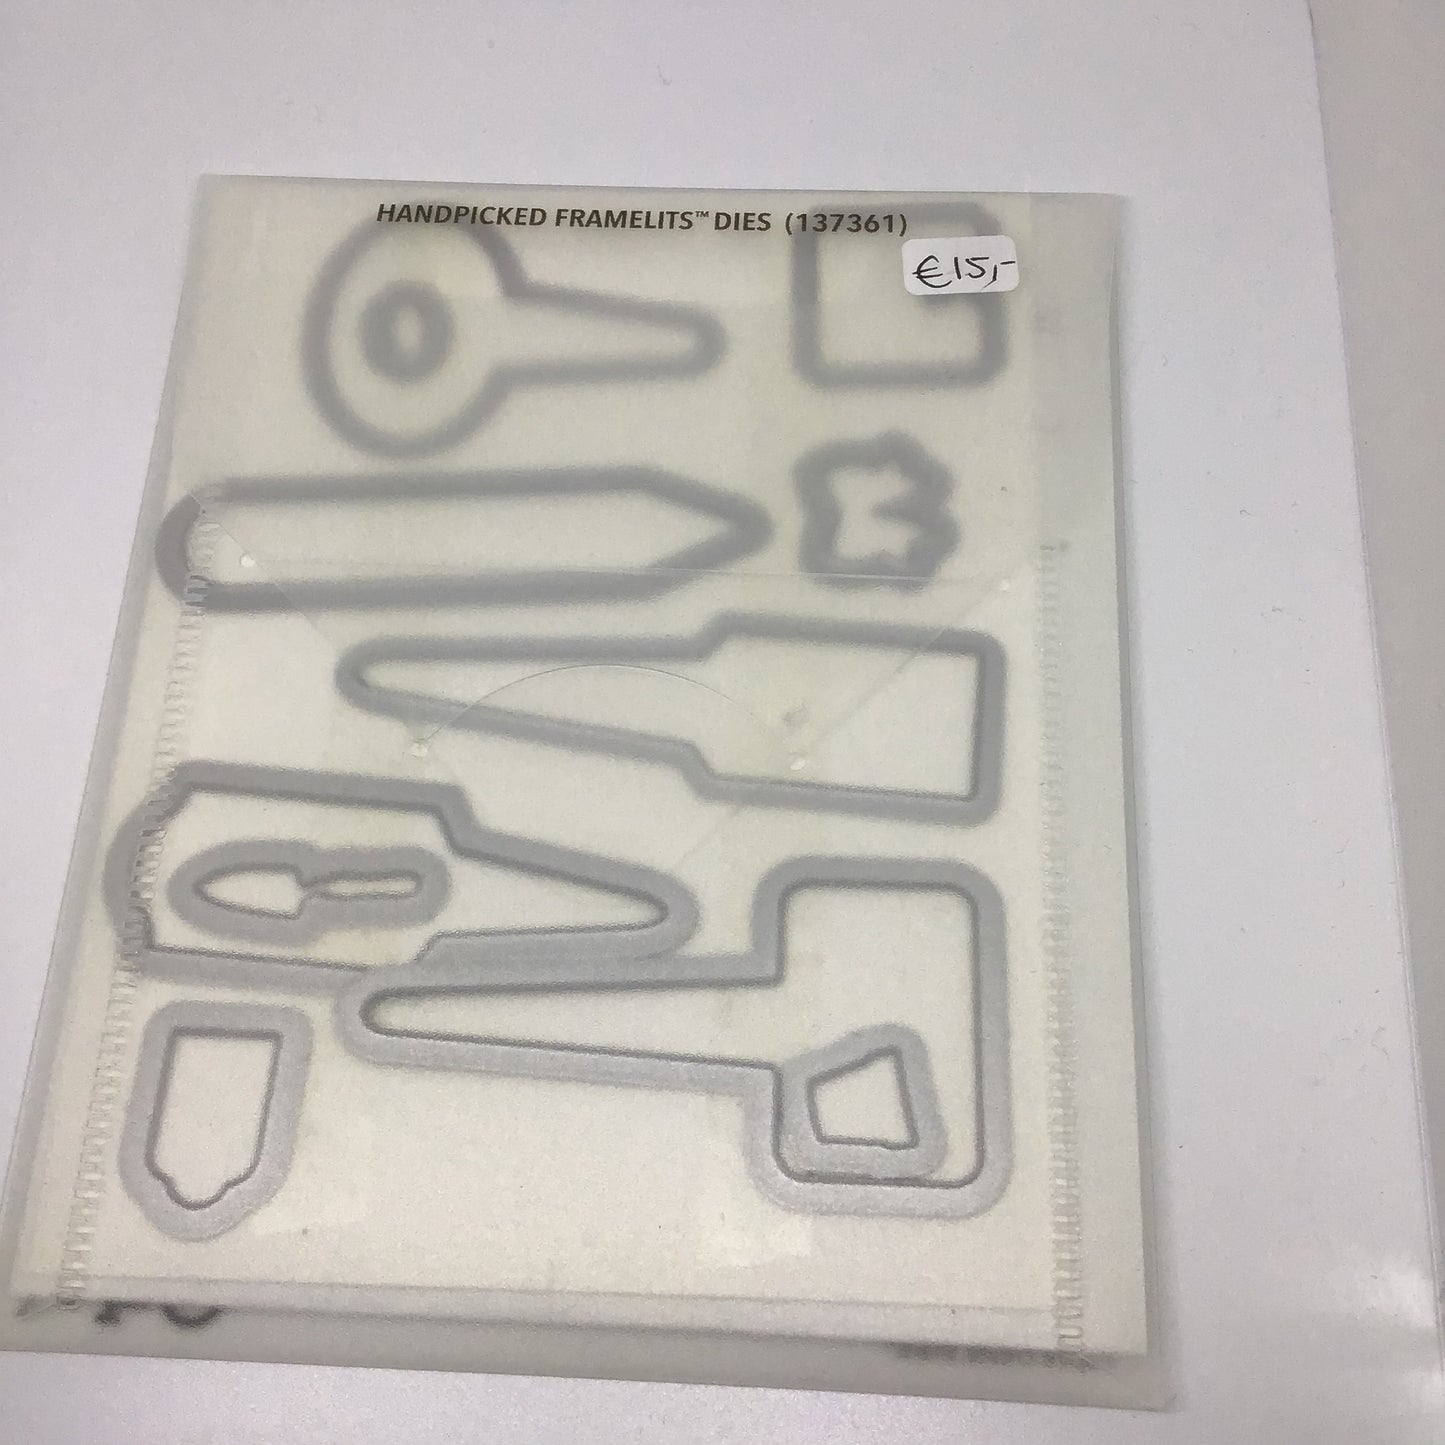 HANDPICKED FRAMELITS™ DIES (137361)
€15,-